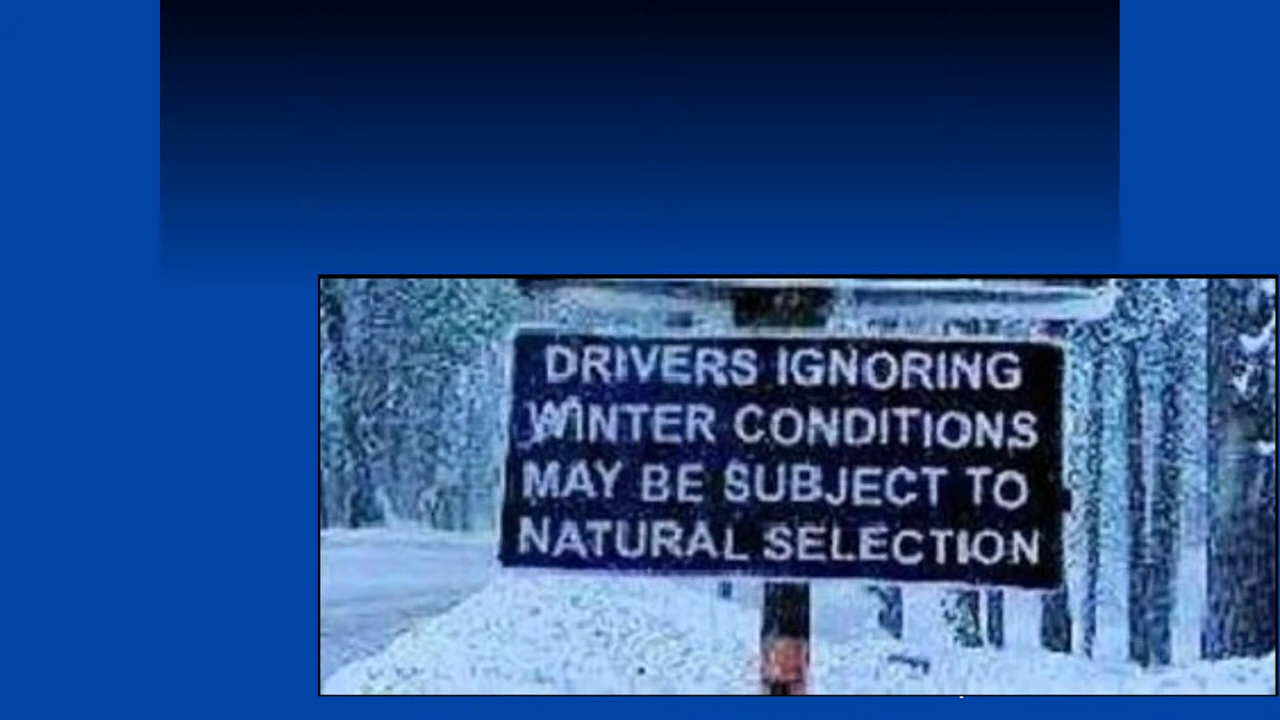 DRIVERS IGNORING
WINTER CONDITIONS
MAY BE SUBJECT TO
NATURAL SELECTION